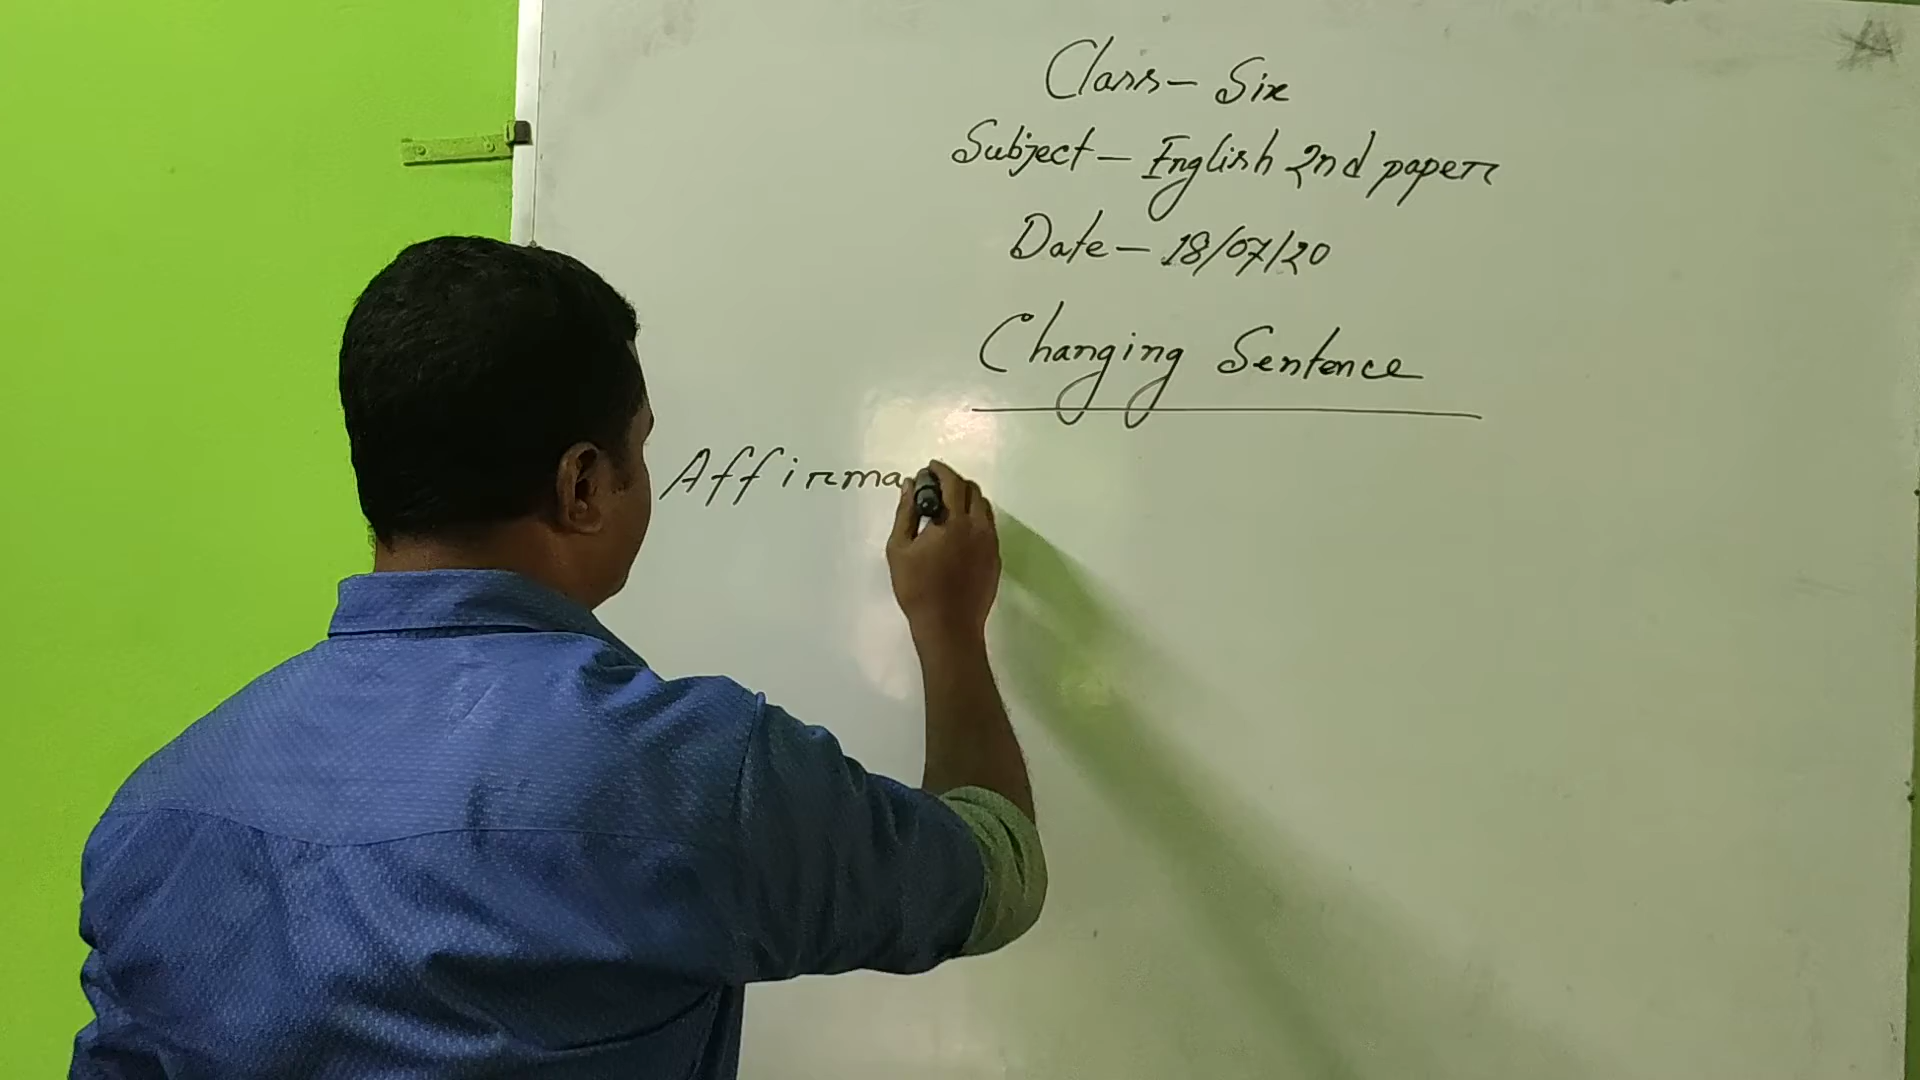 Class- Six
Subject - English 2nd paper
Date - 18/07/20
Changing Sentence
Affirma